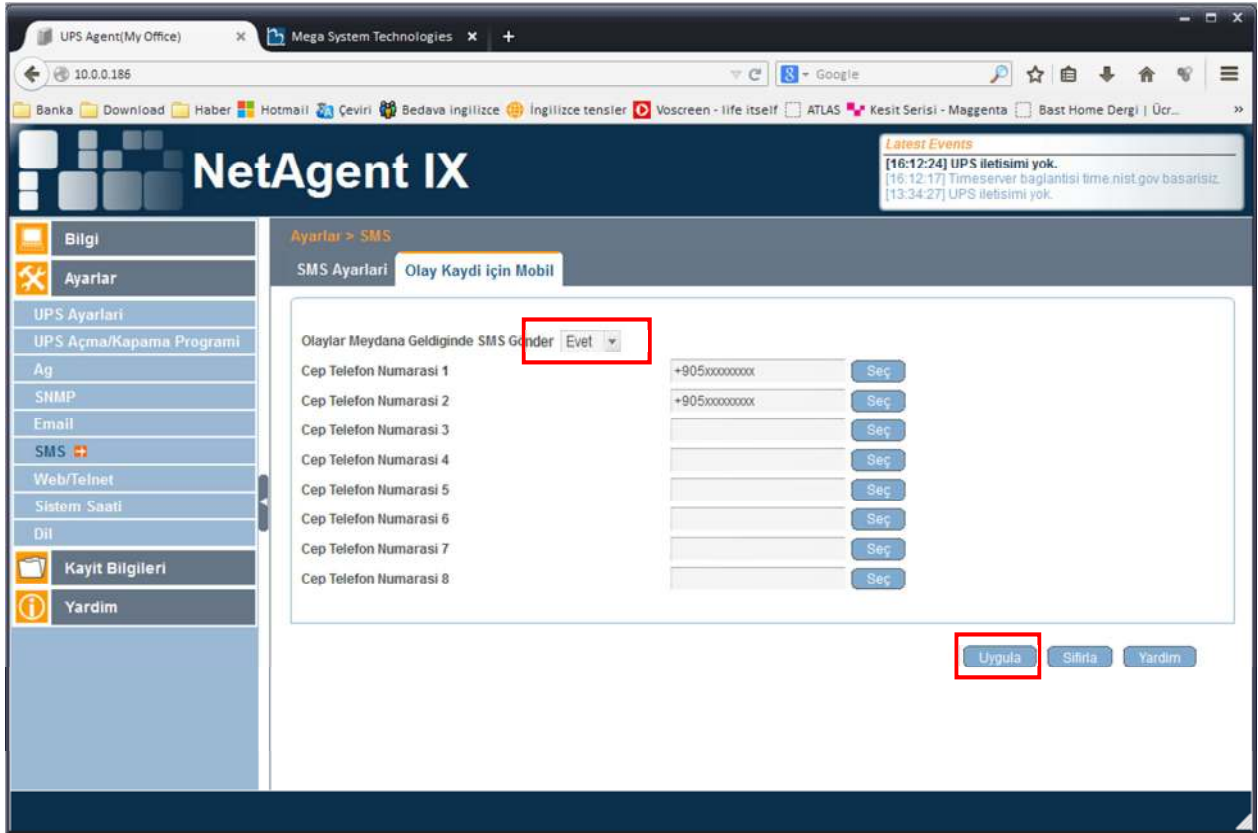 UPS Agent(My Office)
Mega System Technologies
10.0.0.186
Google
Banka Download Haber Hotmail Çeviri Bedava ingilizce İngilizce tensler Voscreen - life itself ATLAS Kesit Serisi - Maggenta Bast Home Dergi | Ücr...
NetAgent IX
Latest Events
[16:12:24] UPS iletisimi yok.
[16:12:17] Timeserver baglantisi time.nist.gov basarisiz.
[13:34:27] UPS iletisimi yok.
Bilgi
Ayarlar
UPS Ayarlari
UPS Açma/Kapama Programi
Ag
SNMP
Email
SMS
Web/Telnet
Sistem Saati
Dil
Kayit Bilgileri
Yardim
Ayarlar > SMS
SMS Ayarlari
Olay Kaydi için Mobil
Olaylar Meydana Geldiginde SMS Gönder Evet
Cep Telefon Numarasi 1 +905xxxxxxxxx Seç
Cep Telefon Numarasi 2 +905xxxxxxxxx Seç
Cep Telefon Numarasi 3 Seç
Cep Telefon Numarasi 4 Seç
Cep Telefon Numarasi 5 Seç
Cep Telefon Numarasi 6 Seç
Cep Telefon Numarasi 7 Seç
Cep Telefon Numarasi 8 Seç
Uygula Sifirla Yardim